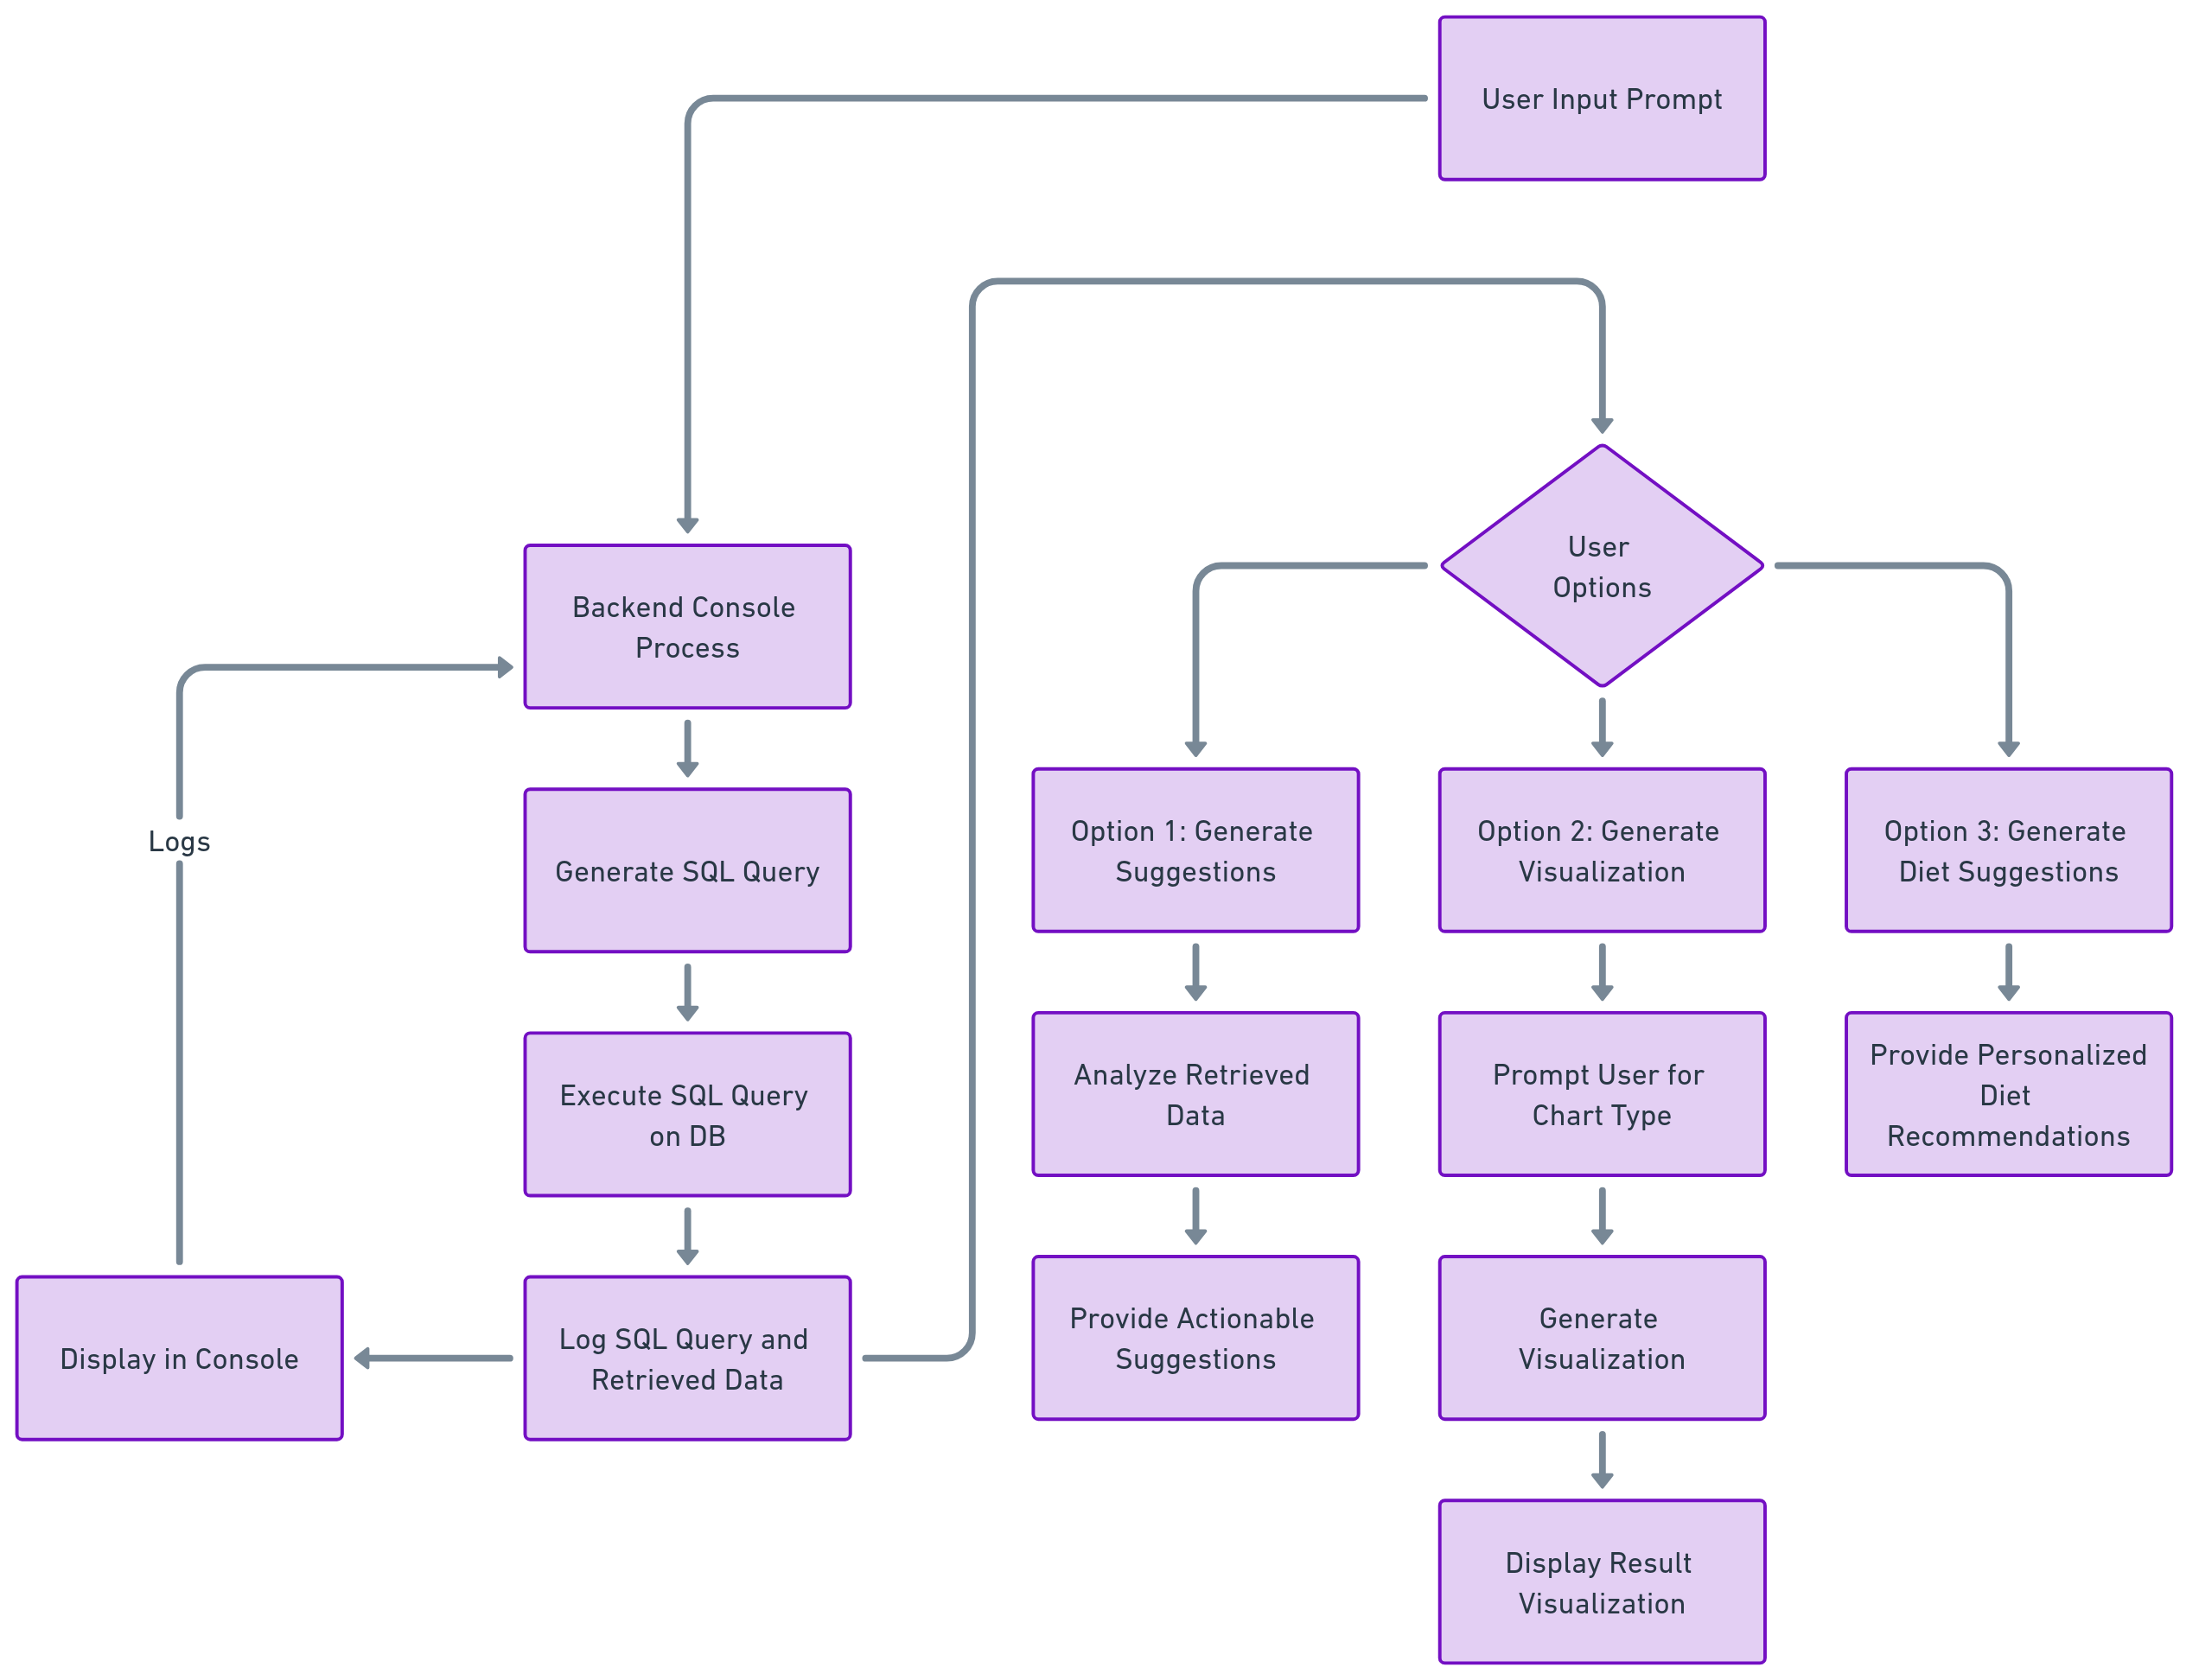 User Input Prompt
User
Options
Backend Console
Process
Logs
Generate SQL Query
Option 1: Generate
Suggestions
Option 2: Generate
Visualization
Option 3: Generate
Diet Suggestions
Execute SQL Query
on DB
Analyze Retrieved
Data
Prompt User for
Chart Type
Provide Personalized
Diet
Recommendations
Display in Console
Log SQL Query and
Retrieved Data
Provide Actionable
Suggestions
Generate
Visualization
Display Result
Visualization